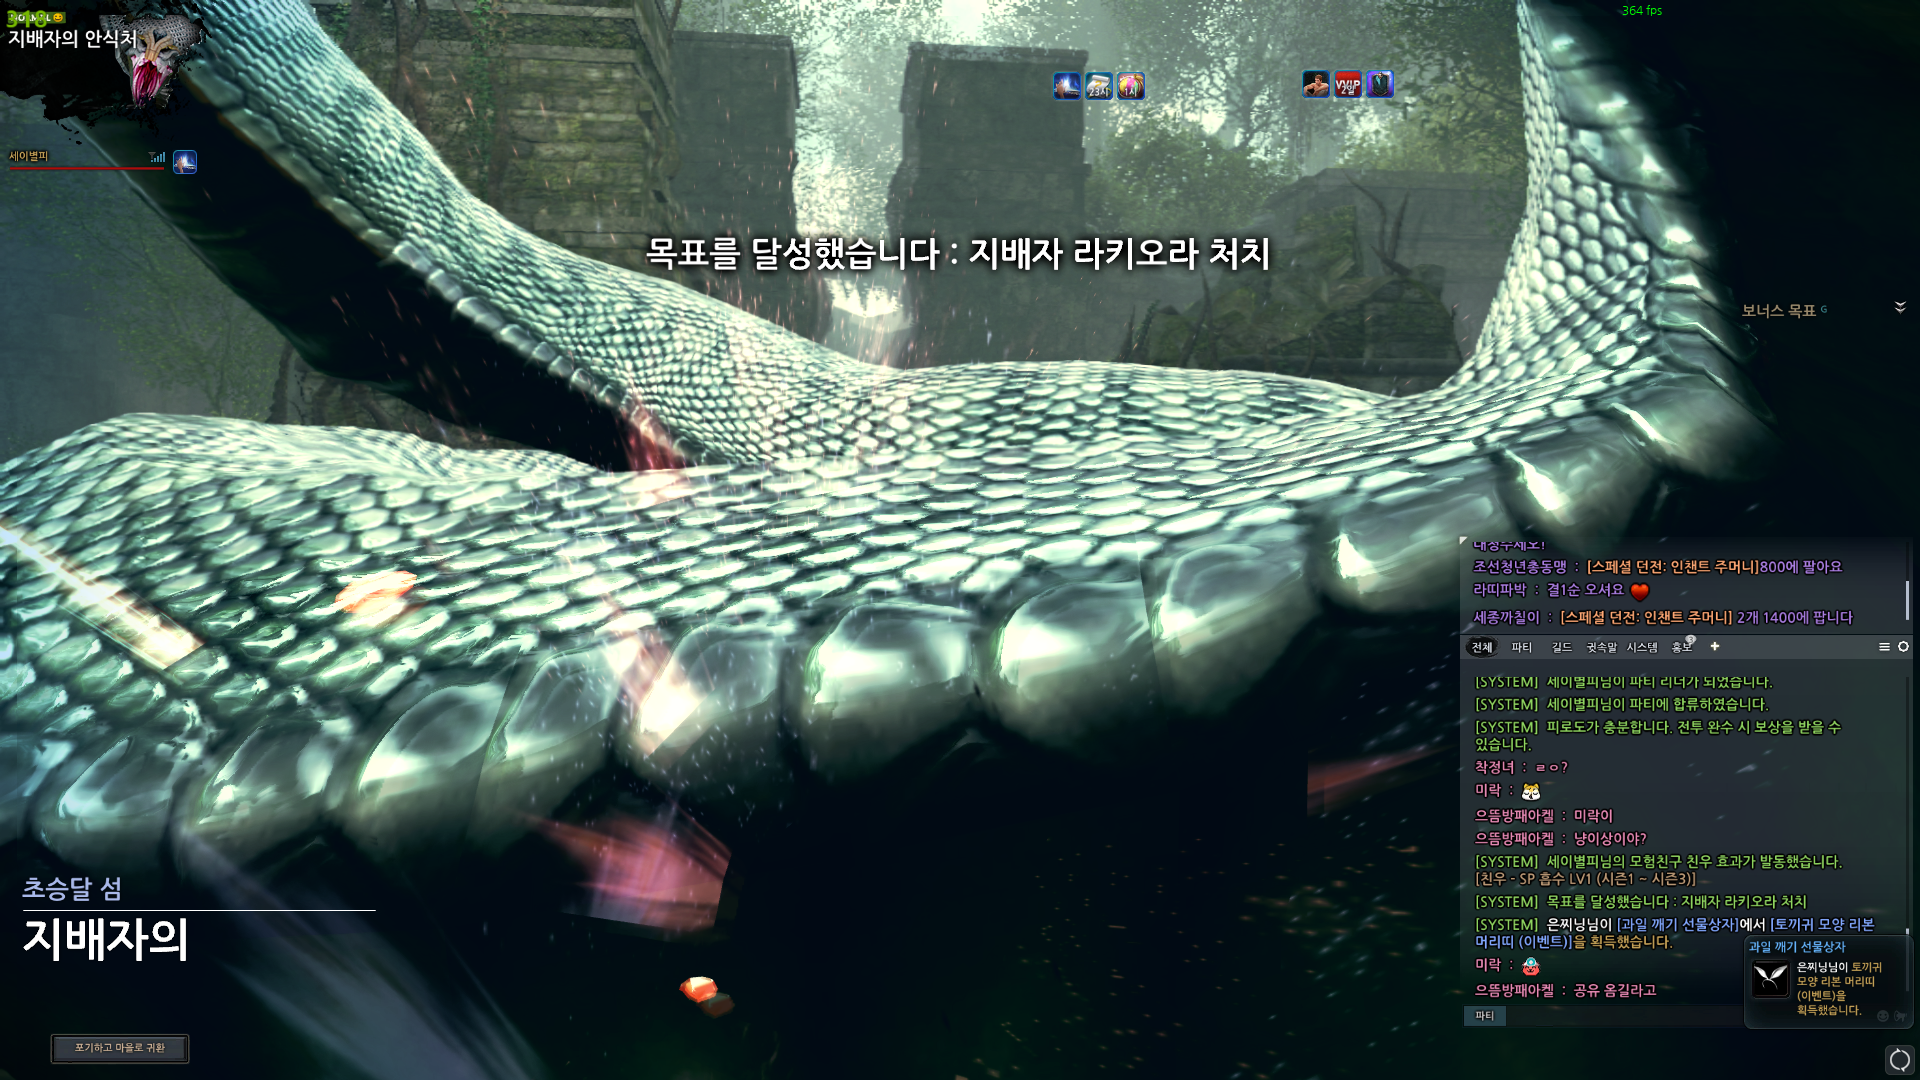 지배자의 안식처
364 fps
23시
1시
VVIP
2일
세이별피
목표를 달성했습니다 : 지배자 라키오라 처치
보너스 목표 G
대청주세요!
조선청년총동맹 : [스페셜 던전: 인챈트 주머니]800에 팔아요
라띠파박 : 결1순 오셔요
세종까칠이 : [스페셜 던전: 인챈트 주머니] 2개 1400에 팝니다
전체 파티 길드 귓속말 시스템 홍보
[SYSTEM] 세이별피님이 파티 리더가 되었습니다.
[SYSTEM] 세이별피님이 파티에 합류하였습니다.
[SYSTEM] 피로도가 충분합니다. 전투 완수 시 보상을 받을 수
있습니다.
착정녀 : ㄹㅇ?
미락 :
으뜸방패아켈 : 미락이
으뜸방패아켈 : 냥이상이야?
[SYSTEM] 세이별피님의 모험친구 친우 효과가 발동했습니다.
[친우 - SP 흡수 LV1 (시즌1 ~ 시즌3)]
[SYSTEM] 목표를 달성했습니다 : 지배자 라키오라 처치
[SYSTEM] 은찌닝님이 [과일 깨기 선물상자]에서 [토끼귀 모양 리본
머리띠 (이벤트)]을 획득했습니다.
미락 :
으뜸방패아켈 : 공유 옴길라고
파티
과일 깨기 선물상자
은찌닝님이 토끼귀
모양 리본 머리띠
(이벤트)을
획득했습니다.
초승달 섬
지배자의
포기하고 마을로 귀환